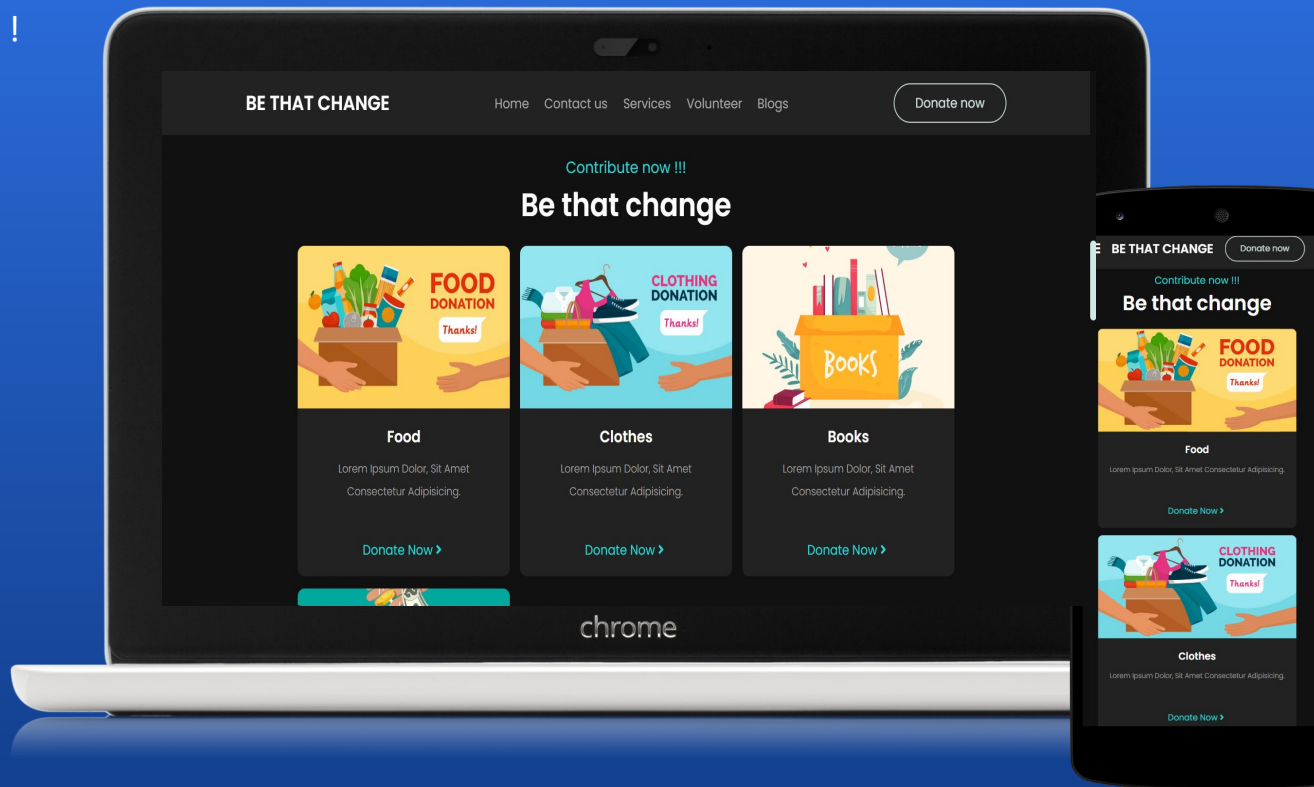 !
BE THAT CHANGE
Home Contact us Services Volunteer Blogs
Donate now
Contribute now !!!
Be that change
FOOD
DONATION
Thanks!
CLOTHING
DONATION
Thanks!
BOOKS
Food
Lorem Ipsum Dolor, Sit Amet
Consectetur Adipisicing.
Donate Now
Clothes
Lorem Ipsum Dolor, Sit Amet
Consectetur Adipisicing.
Donate Now
Books
Lorem Ipsum Dolor, Sit Amet
Consectetur Adipisicing.
Donate Now
chrome
BE THAT CHANGE
Donate now
Contribute now !!!
Be that change
FOOD
DONATION
Thanks!
Food
Lorem Ipsum Dolor, Sit Amet Consectetur Adipisicing.
Donate Now
CLOTHING
DONATION
Thanks!
Clothes
Lorem Ipsum Dolor, Sit Amet Consectetur Adipisicing.
Donate Now